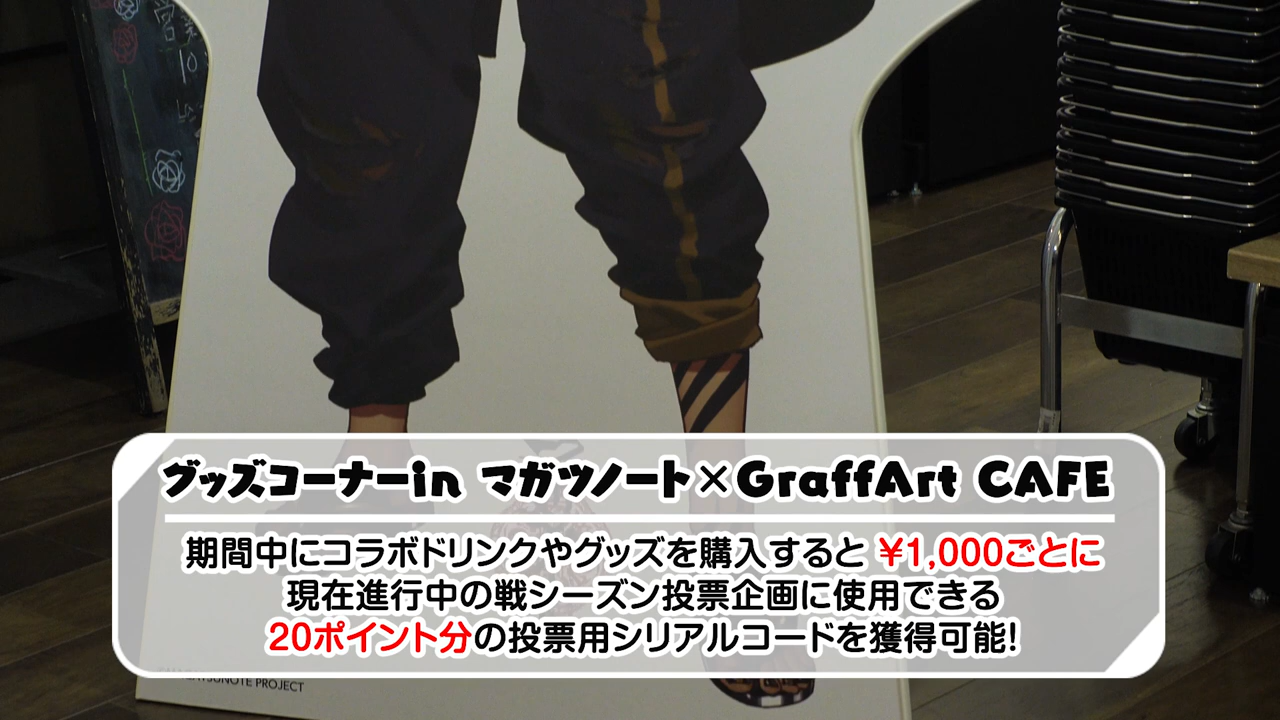 グッズコーナーin マガツノート×GraffArt CAFE
期間中にコラボドリンクやグッズを購入すると ¥1,000ごとに
現在進行中の戦シーズン投票企画に使用できる
20ポイント分の投票用シリアルコードを獲得可能!
PROJECT